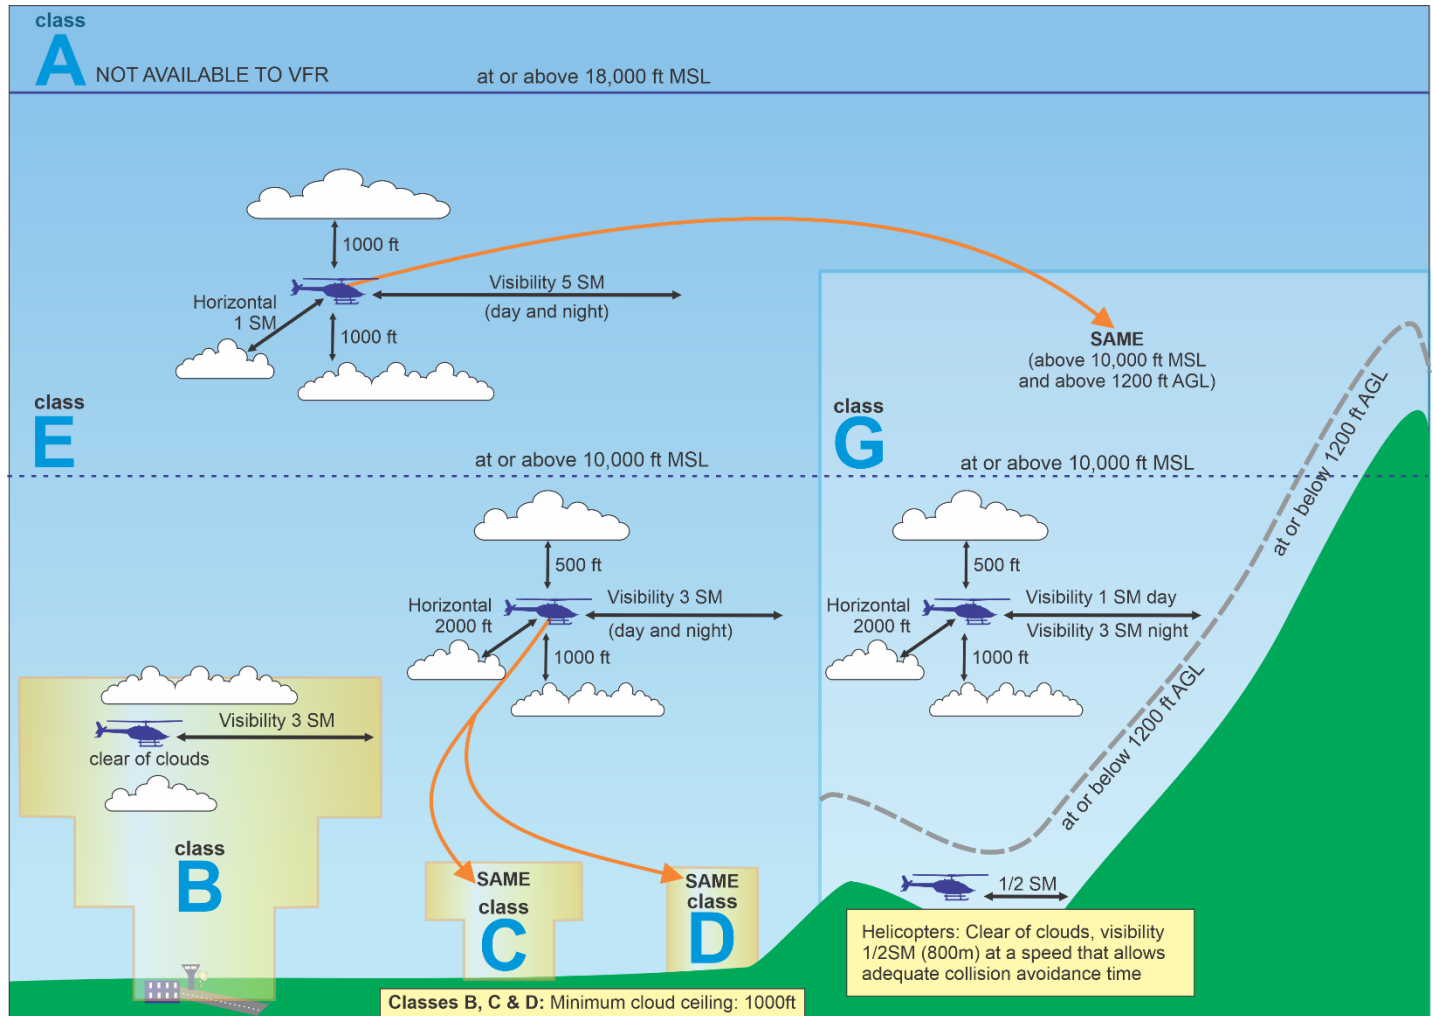 class
A NOT AVAILABLE TO VFR
at or above 18,000 ft MSL
1000 ft
Horizontal
1 SM
Visibility 5 SM
(day and night)
1000 ft
SAME
(above 10,000 ft MSL
and above 1200 ft AGL)
class
E
class
G
at or above 10,000 ft MSL
at or above 10,000 ft MSL
at or below 1200 ft AGL
500 ft
Horizontal
2000 ft
Visibility 3 SM
(day and night)
1000 ft
500 ft
Horizontal
2000 ft
Visibility 1 SM day
Visibility 3 SM night
1000 ft
at or below 1200 ft AGL
Visibility 3 SM
clear of clouds
class
B
SAME
class
C
SAME
class
D
1/2 SM
Helicopters: Clear of clouds, visibility
1/2SM (800m) at a speed that allows
adequate collision avoidance time
Classes B, C & D: Minimum cloud ceiling: 1000ft